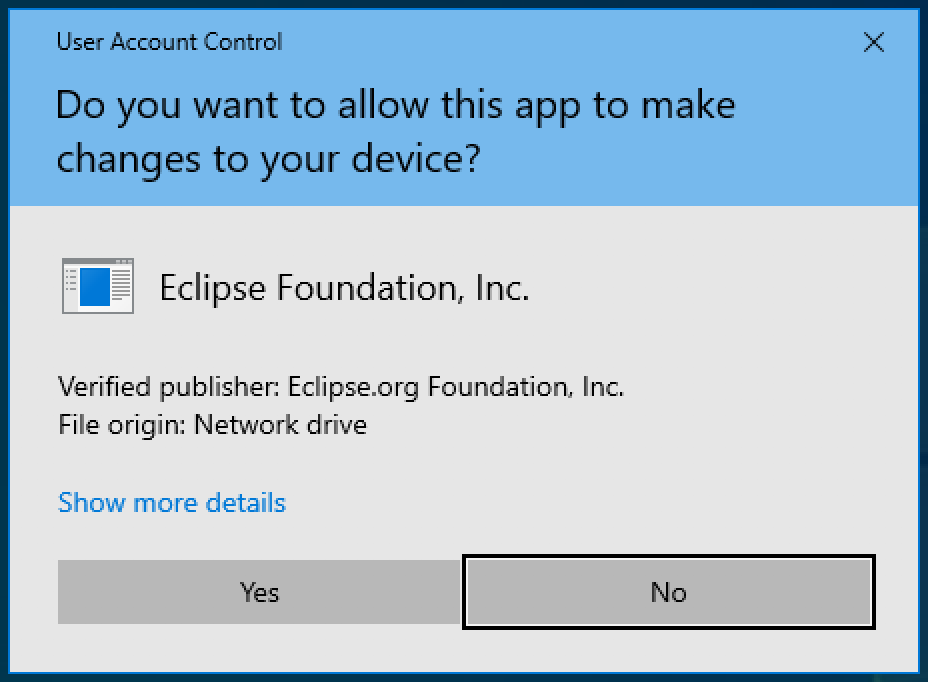 User Account Control
Do you want to allow this app to make
changes to your device?
Eclipse Foundation, Inc.
Verified publisher: Eclipse.org Foundation, Inc.
File origin: Network drive
Show more details
Yes
No